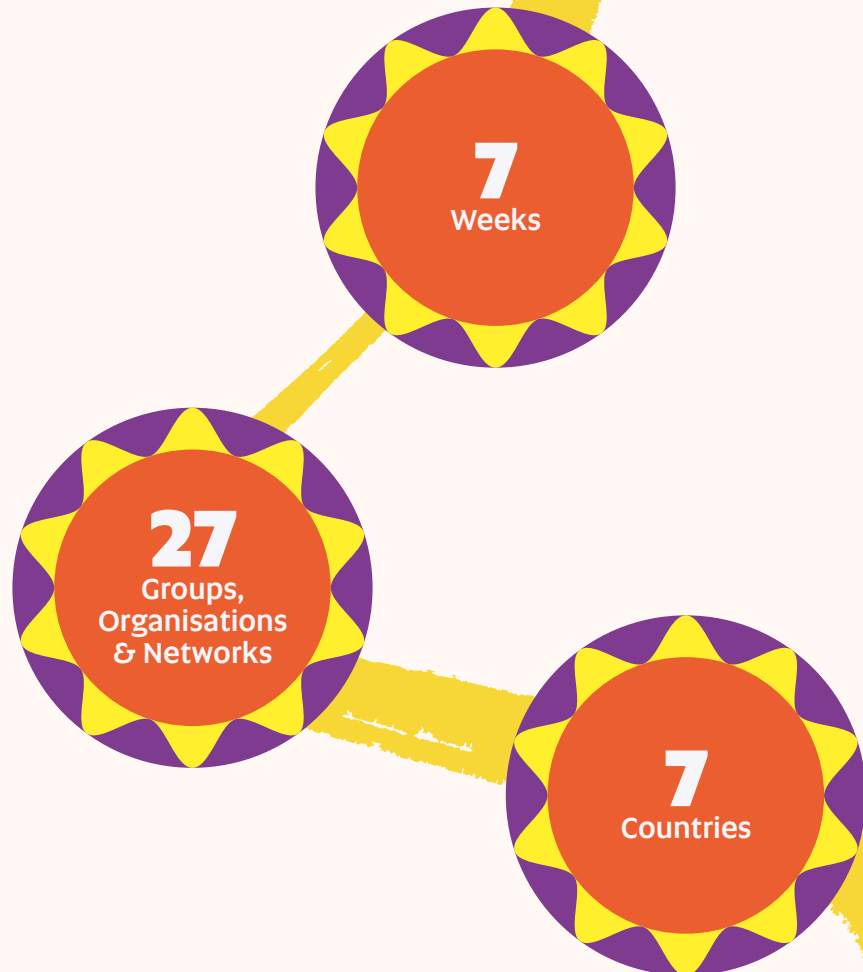 7
Weeks
27
Groups,
Organisations
& Networks
7
Countries